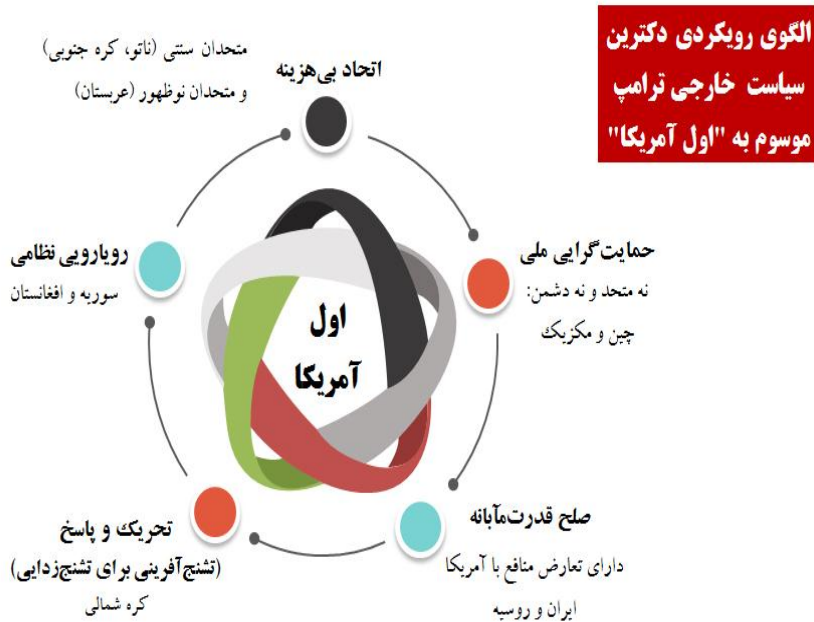 الگوی رویکردی دکترین
سیاست خارجی ترامپ
موسوم به "اول آمریکا"
اتحاد بی‌هزینه
متحدان سنتی (ناتو، کره جنوبی)
و متحدان نوظهور (عربستان)
حمایت‌گرایی ملی
نه متحد و نه دشمن:
چین و مکزیک
صلح قدرت‌مآبانه
دارای تعارض منافع با آمریکا
ایران و روسیه
تحریک و پاسخ
(تشنج‌آفرینی برای تشنج‌زدایی)
کره شمالی
رویارویی نظامی
سوریه و افغانستان
اول
آمریکا